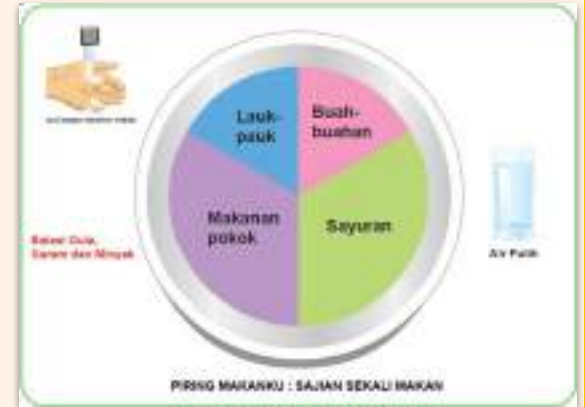 Lauk-
pauk
Buah-
buahan
Makanan
pokok
Sayuran
Batasi Gula,
Garam dan Minyak
Air Putih
PIRING MAKANKU : SAJIAN SEKALI MAKAN